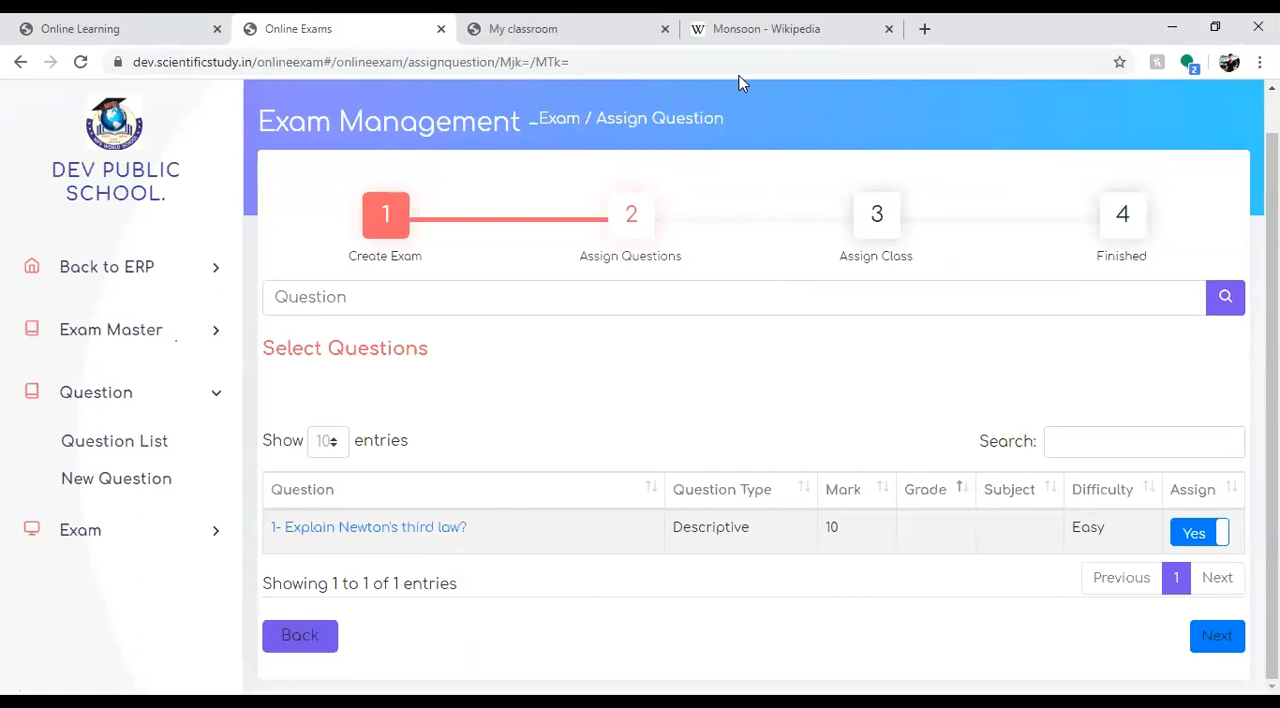 Online Learning
Online Exams
My classroom
W Monsoon - Wikipedia
dev.scientificstudy.in/onlineexam#/onlineexam/assignquestion/Mjk=/MTk=
2
DEV PUBLIC
SCHOOL.
Back to ERP
Exam Master
Question
Question List
New Question
Exam
Exam Management _Exam / Assign Question
1
2
3
4
Create Exam
Assign Questions
Assign Class
Finished
Question
Select Questions
Show 10 entries
Search:
Question Question Type Mark Grade Subject Difficulty Assign
1- Explain Newton's third law? Descriptive 10 Easy Yes
Showing 1 to 1 of 1 entries
Previous 1 Next
Back
Next